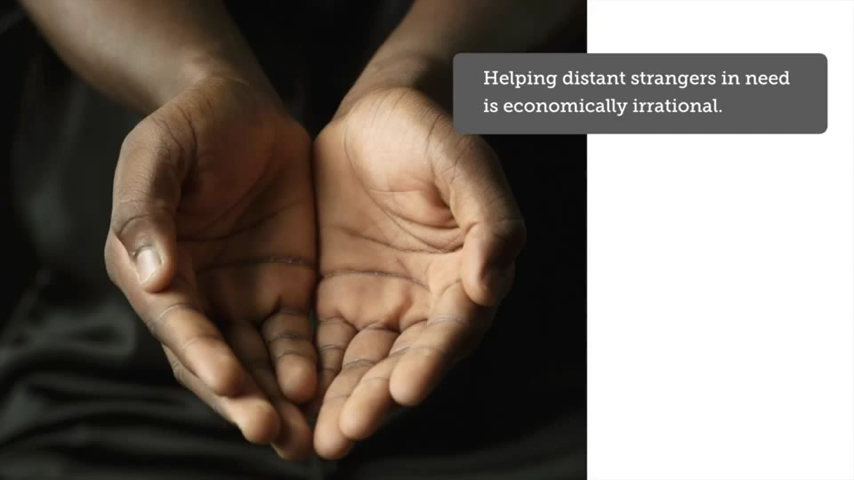 Helping distant strangers in need
is economically irrational.